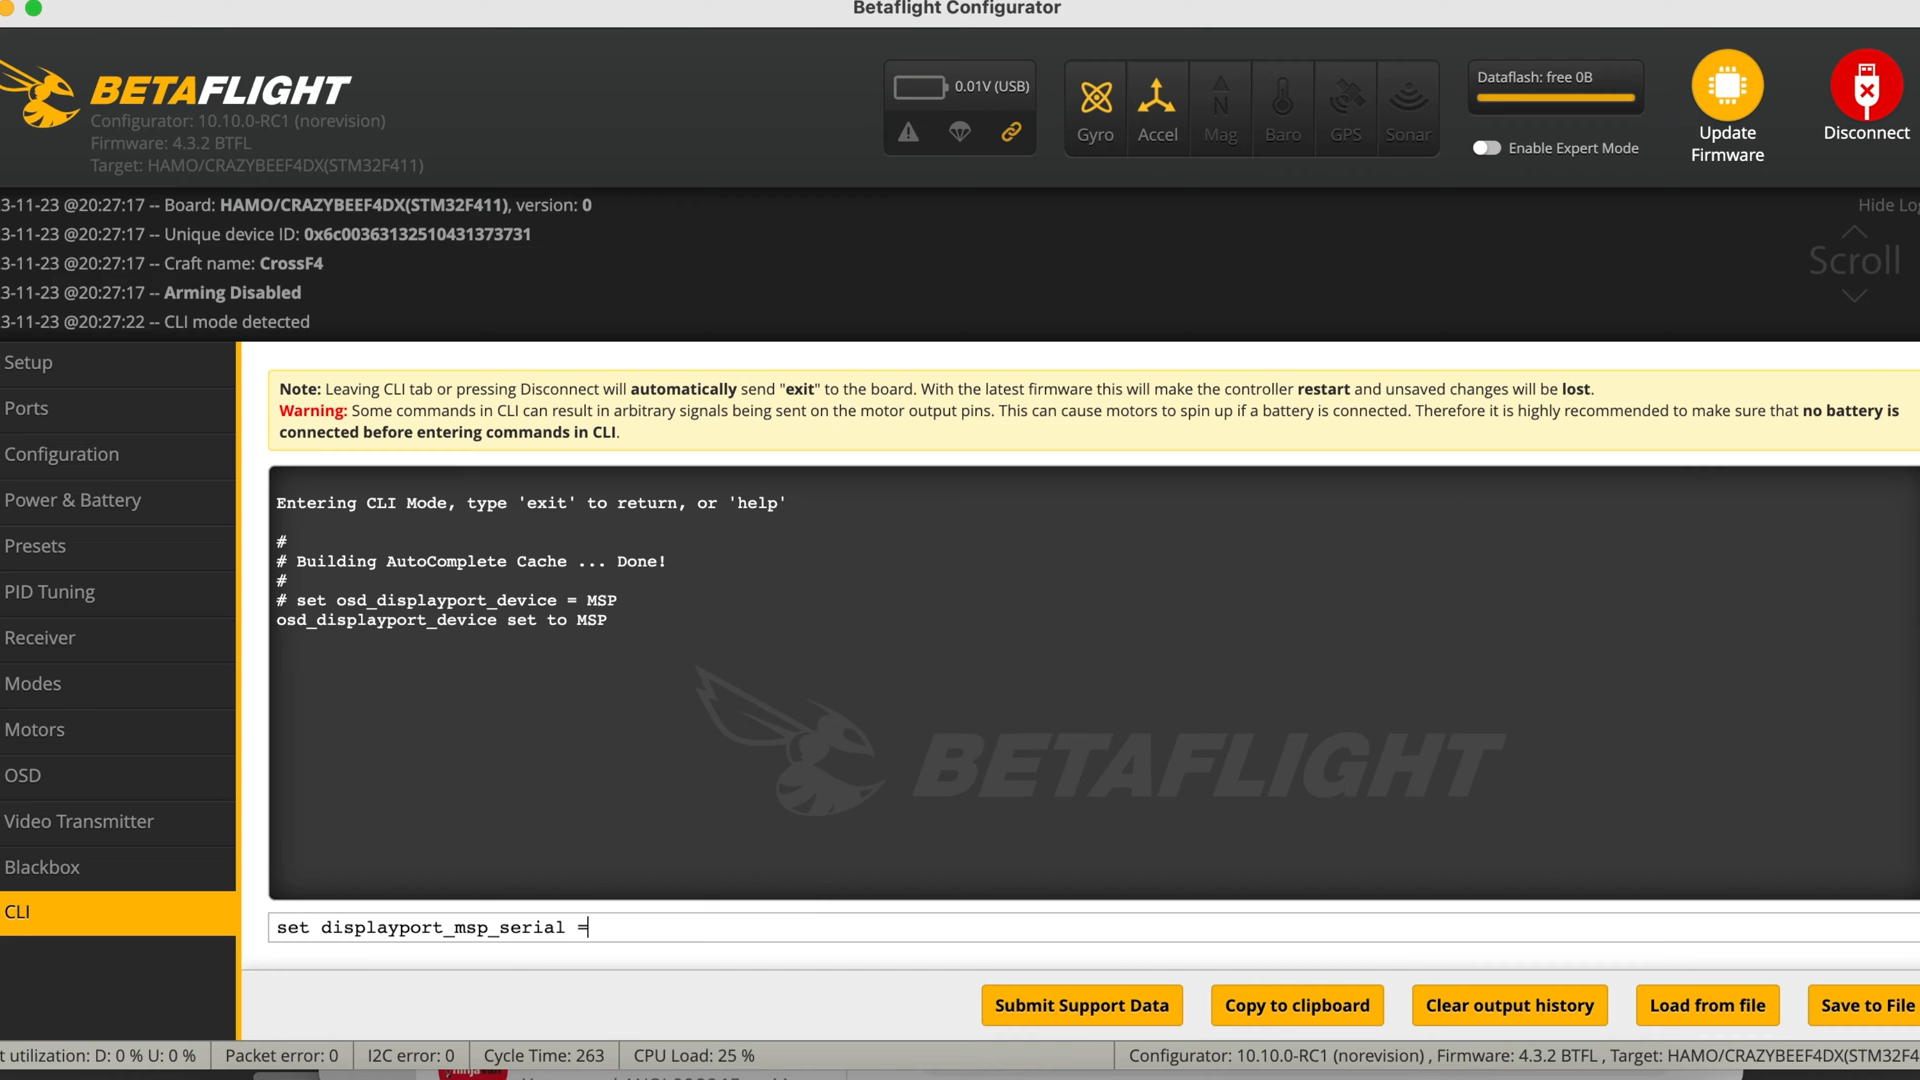 Betaflight Configurator
BETAFLIGHT
Configurator: 10.10.0-RC1 (norevision)
Firmware: 4.3.2 BTFL
Target: HAMO/CRAZYBEEF4DX(STM32F411)
0.01V (USB)
Gyro
Accel
Mag
Baro
GPS
Sonar
Dataflash: free 0B
Enable Expert Mode
Update
Firmware
Disconnect
3-11-23 @20:27:17 -- Board: HAMO/CRAZYBEEF4DX(STM32F411), version: 0
3-11-23 @20:27:17 -- Unique device ID: 0x6c00363132510431373731
3-11-23 @20:27:17 -- Craft name: CrossF4
3-11-23 @20:27:17 -- Arming Disabled
3-11-23 @20:27:22 -- CLI mode detected
Hide Lo
Scroll
Setup
Ports
Configuration
Power & Battery
Presets
PID Tuning
Receiver
Modes
Motors
OSD
Video Transmitter
Blackbox
CLI
Note: Leaving CLI tab or pressing Disconnect will automatically send "exit" to the board. With the latest firmware this will make the controller restart and unsaved changes will be lost.
Warning: Some commands in CLI can result in arbitrary signals being sent on the motor output pins. This can cause motors to spin up if a battery is connected. Therefore it is highly recommended to make sure that no battery is
connected before entering commands in CLI.
Entering CLI Mode, type 'exit' to return, or 'help'
#
# Building AutoComplete Cache ... Done!
#
# set osd_displayport_device = MSP
osd_displayport_device set to MSP
BETAFLIGHT
set displayport_msp_serial =
Submit Support Data
Copy to clipboard
Clear output history
Load from file
Save to File
t utilization: D: 0 % U: 0 %
Packet error: 0
I2C error: 0
Cycle Time: 263
CPU Load: 25 %
Configurator: 10.10.0-RC1 (norevision) , Firmware: 4.3.2 BTFL , Target: HAMO/CRAZYBEEF4DX(STM32F4